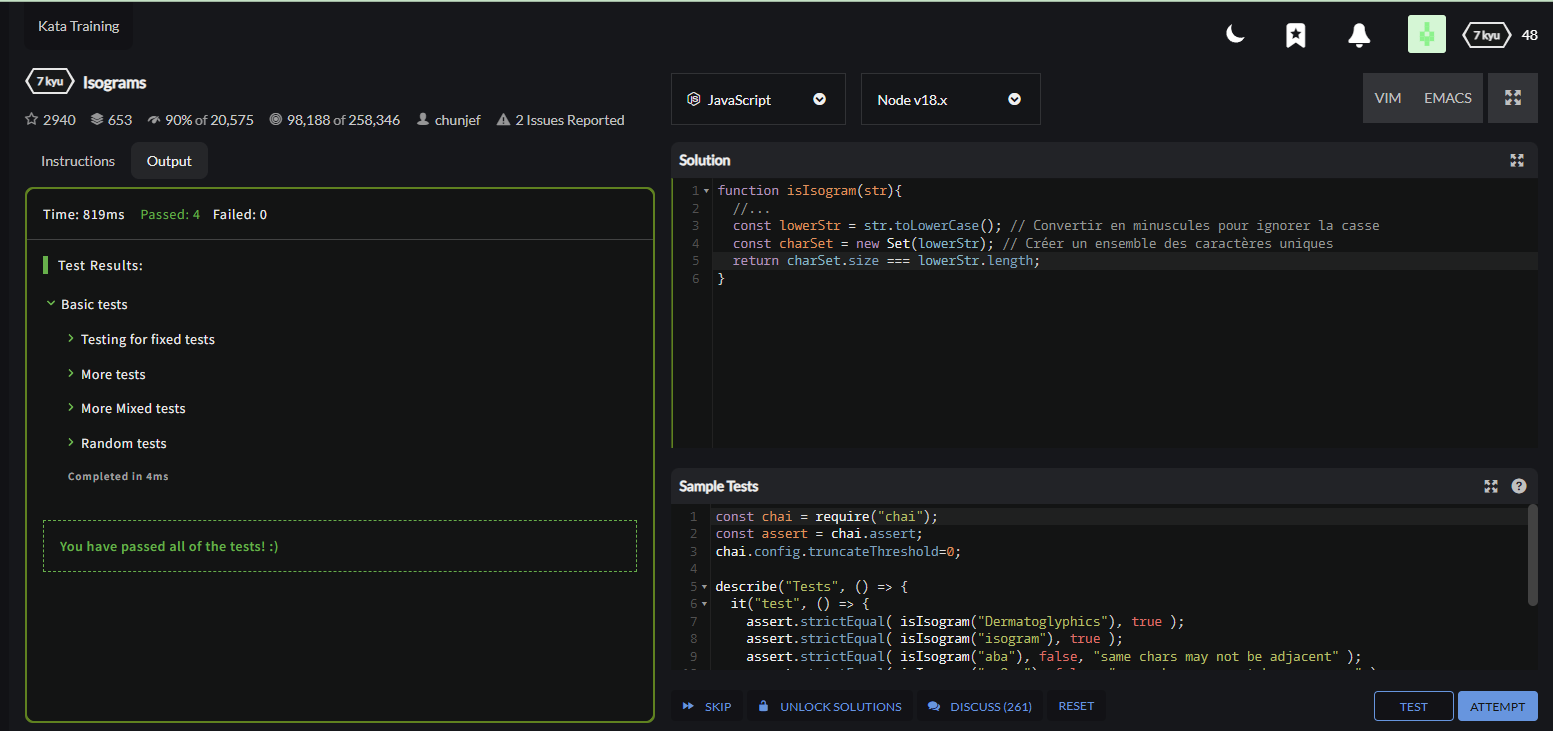 Kata Training
7 kyu 48
7 kyu Isograms
2940 653 90% of 20,575 98,188 of 258,346 chunjef 2 Issues Reported
Instructions Output
Time: 819ms Passed: 4 Failed: 0
Test Results:
Basic tests
Testing for fixed tests
More tests
More Mixed tests
Random tests
Completed in 4ms
You have passed all of the tests! :)
JS JavaScript Node v18.x VIM EMACS
Solution
1 function isIsogram(str){
2 //...
3 const lowerStr = str.toLowerCase(); // Convertir en minuscules pour ignorer la casse
4 const charSet = new Set(lowerStr); // Créer un ensemble des caractères uniques
5 return charSet.size === lowerStr.length;
6 }
Sample Tests ?
1 const chai = require("chai");
2 const assert = chai.assert;
3 chai.config.truncateThreshold=0;
4
5 describe("Tests", () => {
6 it("test", () => {
7 assert.strictEqual( isIsogram("Dermatoglyphics"), true );
8 assert.strictEqual( isIsogram("isogram"), true );
9 assert.strictEqual( isIsogram("aba"), false, "same chars may not be adjacent" );
SKIP UNLOCK SOLUTIONS DISCUSS (261) RESET TEST ATTEMPT